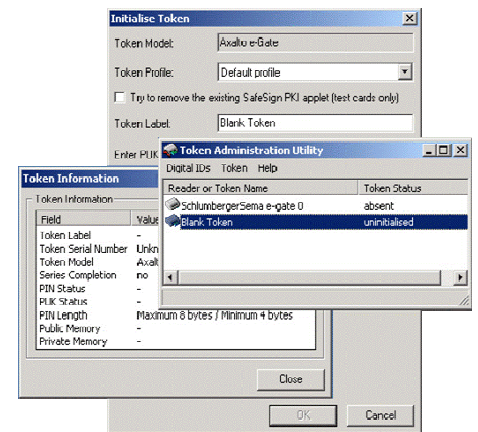 Initialise Token
Token Model: Axalto e-Gate
Token Profile: Default profile
Try to remove the existing SafeSign PKI applet (test cards only)
Token Label: Blank Token
Enter PUK
Token Administration Utility
Digital IDs Token Help
Reader or Token Name Token Status
SchlumbergerSema e-gate 0 absent
Blank Token uninitialised
Token Information
Token Information
Field Value
Token Label -
Token Serial Number Unkn
Token Model Axalt
Series Completion no
PIN Status -
PUK Status -
PIN Length Maximum 8 bytes / Minimum 4 bytes
Public Memory -
Private Memory -
Close
OK Cancel